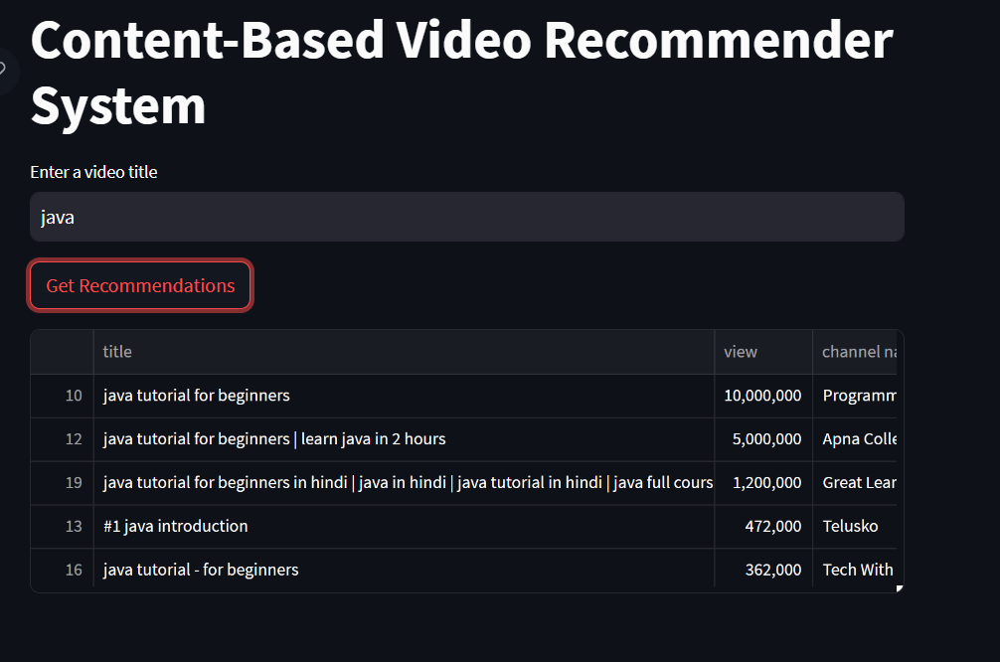 Content-Based Video Recommender
System
Enter a video title
java
Get Recommendations
title view channel na
10 java tutorial for beginners 10,000,000 Programm
12 java tutorial for beginners | learn java in 2 hours 5,000,000 Apna Colle
19 java tutorial for beginners in hindi | java in hindi | java tutorial in hindi | java full cours 1,200,000 Great Lear
13 #1 java introduction 472,000 Telusko
16 java tutorial - for beginners 362,000 Tech With